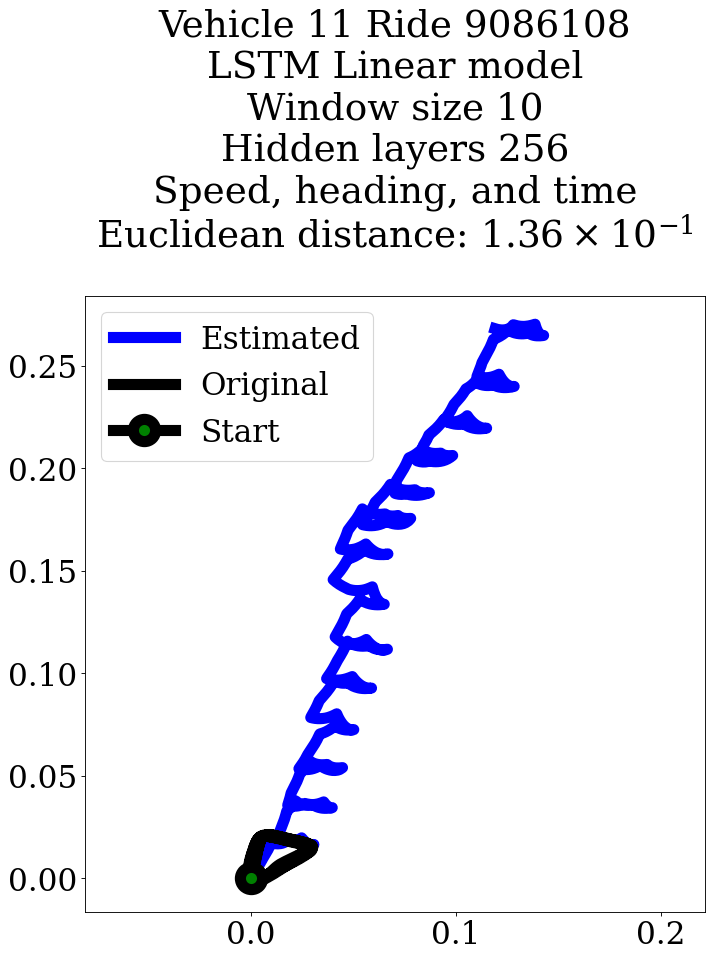 Vehicle 11 Ride 9086108
LSTM Linear model
Window size 10
Hidden layers 256
Speed, heading, and time
Euclidean distance: 1.36 × 10⁻¹
Estimated
Original
Start
0.25
0.20
0.15
0.10
0.05
0.00
0.0 0.1 0.2